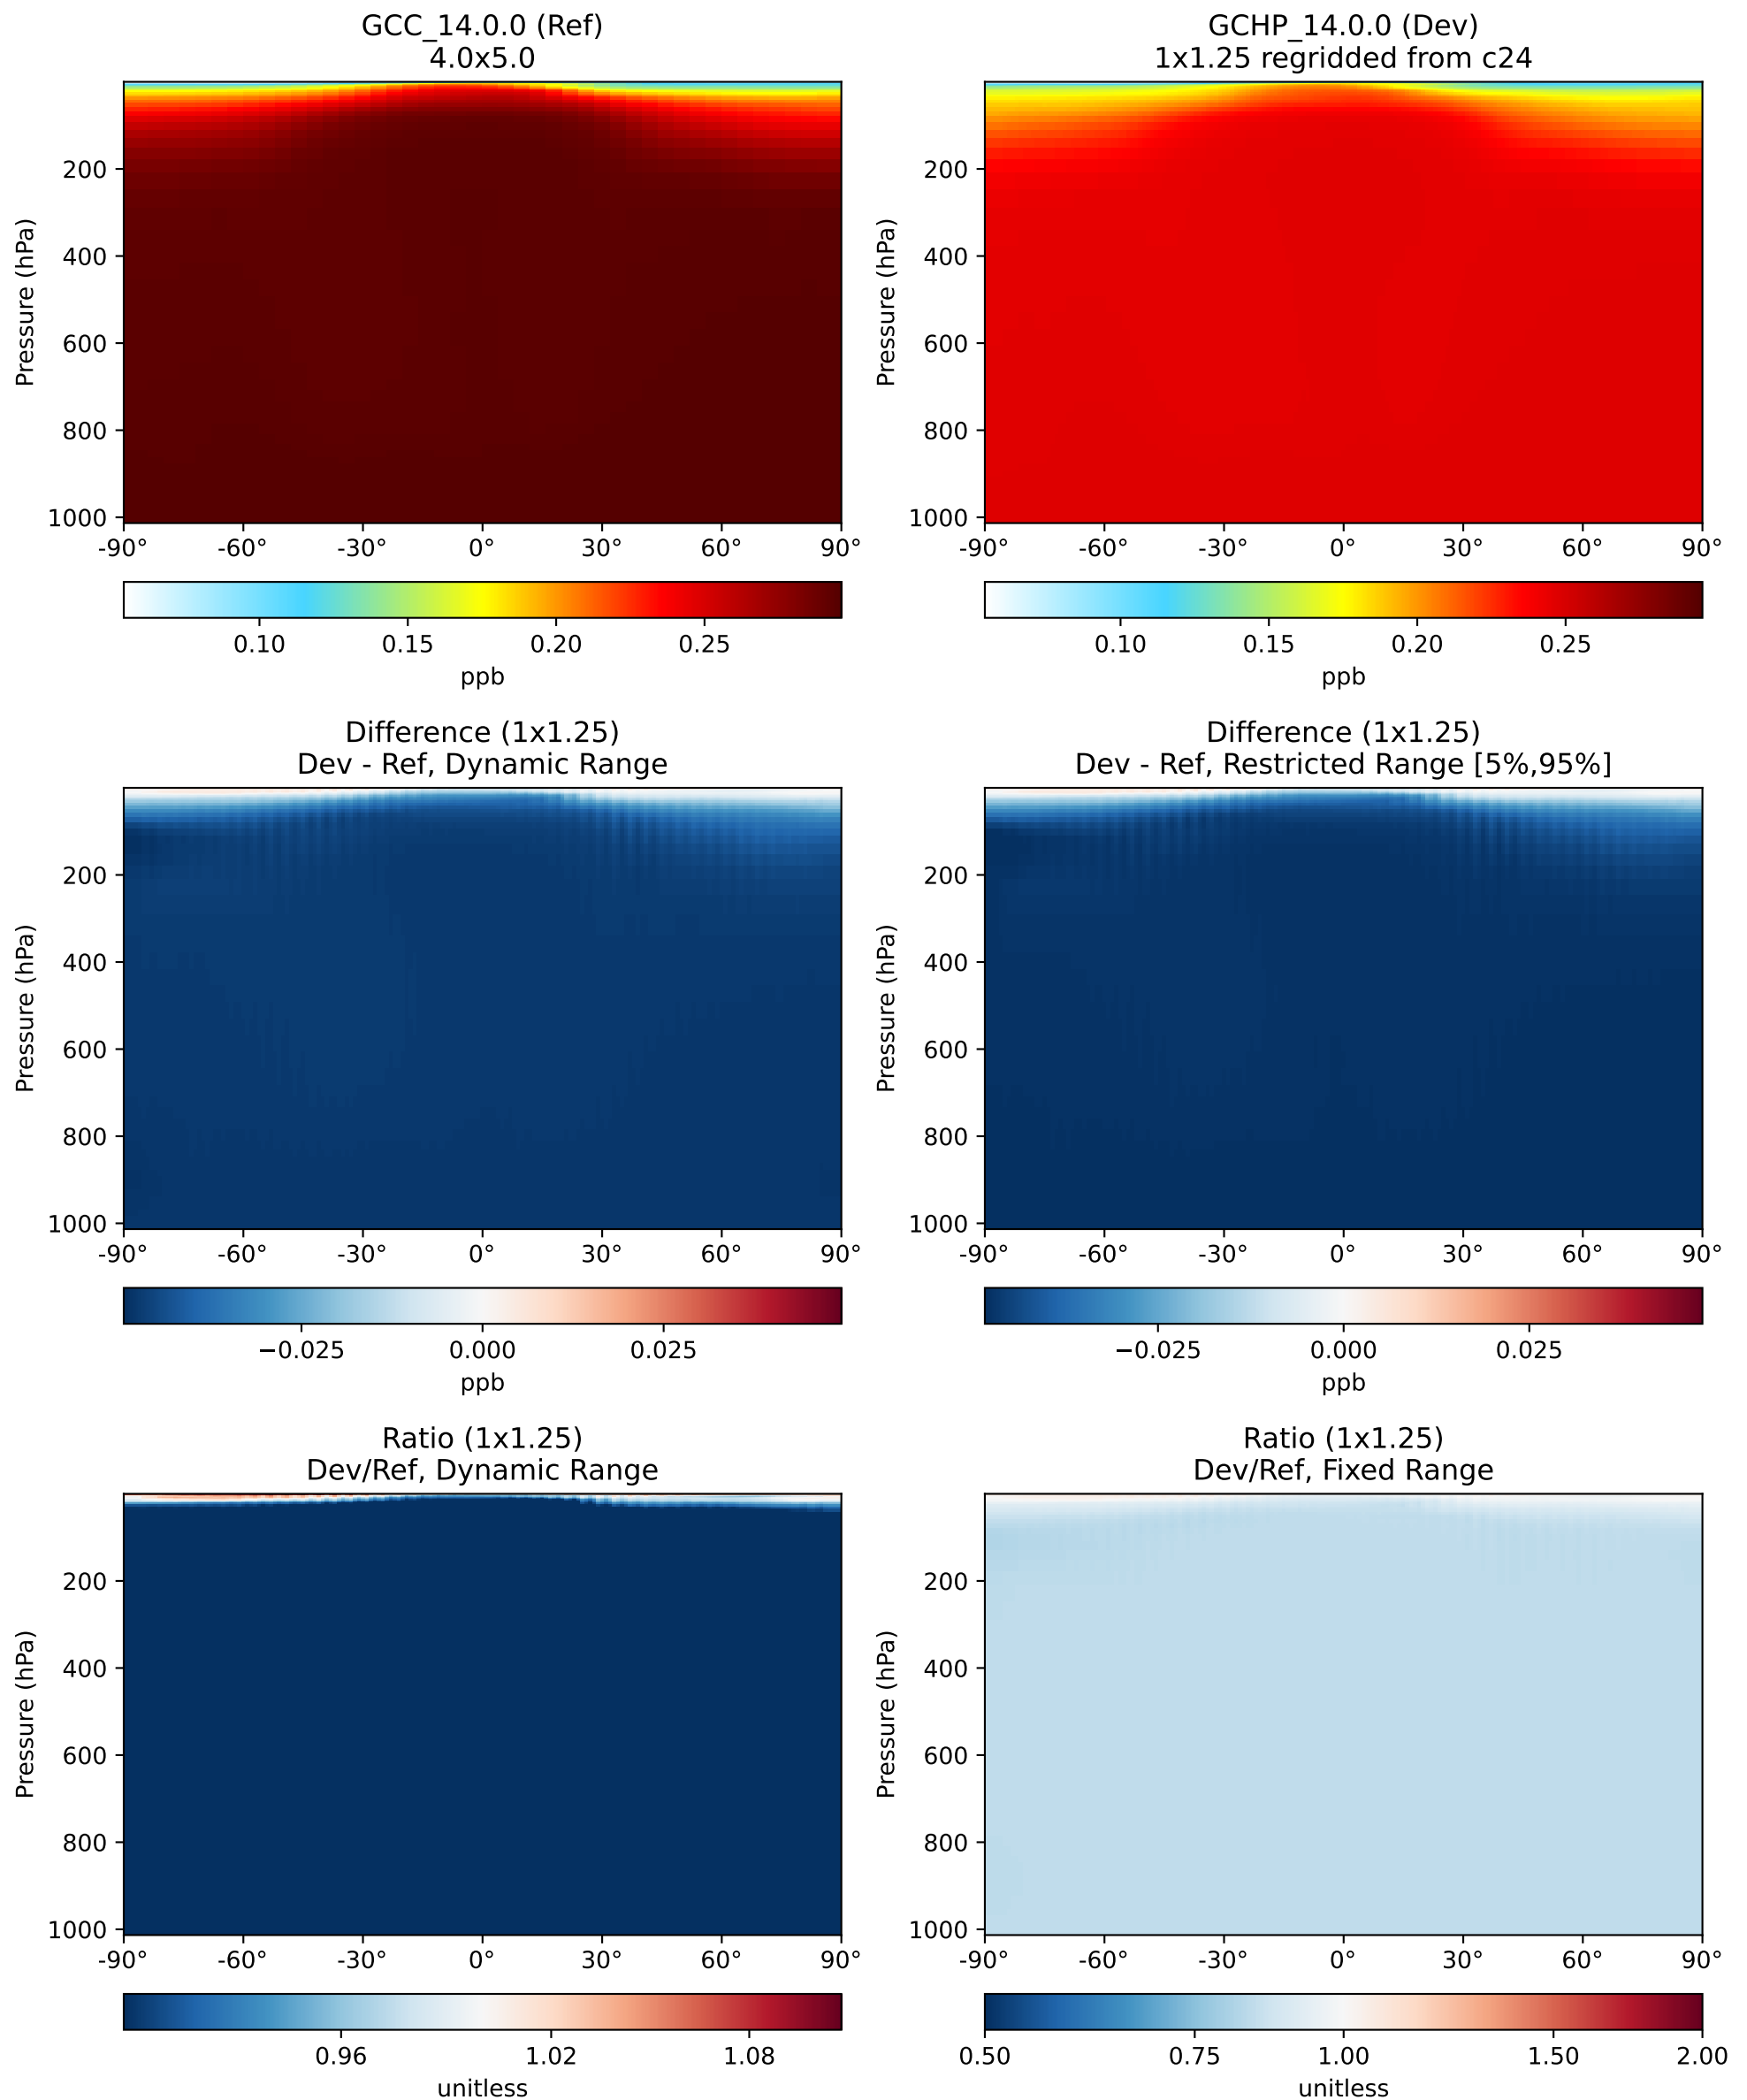 GCC_14.0.0 (Ref)
4.0x5.0
Pressure (hPa)
200
400
600
800
1000
-90° -60° -30° 0° 30° 60° 90°
0.10 0.15 0.20 0.25
ppb
GCHP_14.0.0 (Dev)
1x1.25 regridded from c24
Pressure (hPa)
200
400
600
800
1000
-90° -60° -30° 0° 30° 60° 90°
0.10 0.15 0.20 0.25
ppb
Difference (1x1.25)
Dev - Ref, Dynamic Range
Pressure (hPa)
200
400
600
800
1000
-90° -60° -30° 0° 30° 60° 90°
−0.025 0.000 0.025
ppb
Difference (1x1.25)
Dev - Ref, Restricted Range [5%,95%]
Pressure (hPa)
200
400
600
800
1000
-90° -60° -30° 0° 30° 60° 90°
−0.025 0.000 0.025
ppb
Ratio (1x1.25)
Dev/Ref, Dynamic Range
Pressure (hPa)
200
400
600
800
1000
-90° -60° -30° 0° 30° 60° 90°
0.96 1.02 1.08
unitless
Ratio (1x1.25)
Dev/Ref, Fixed Range
Pressure (hPa)
200
400
600
800
1000
-90° -60° -30° 0° 30° 60° 90°
0.50 0.75 1.00 1.50 2.00
unitless